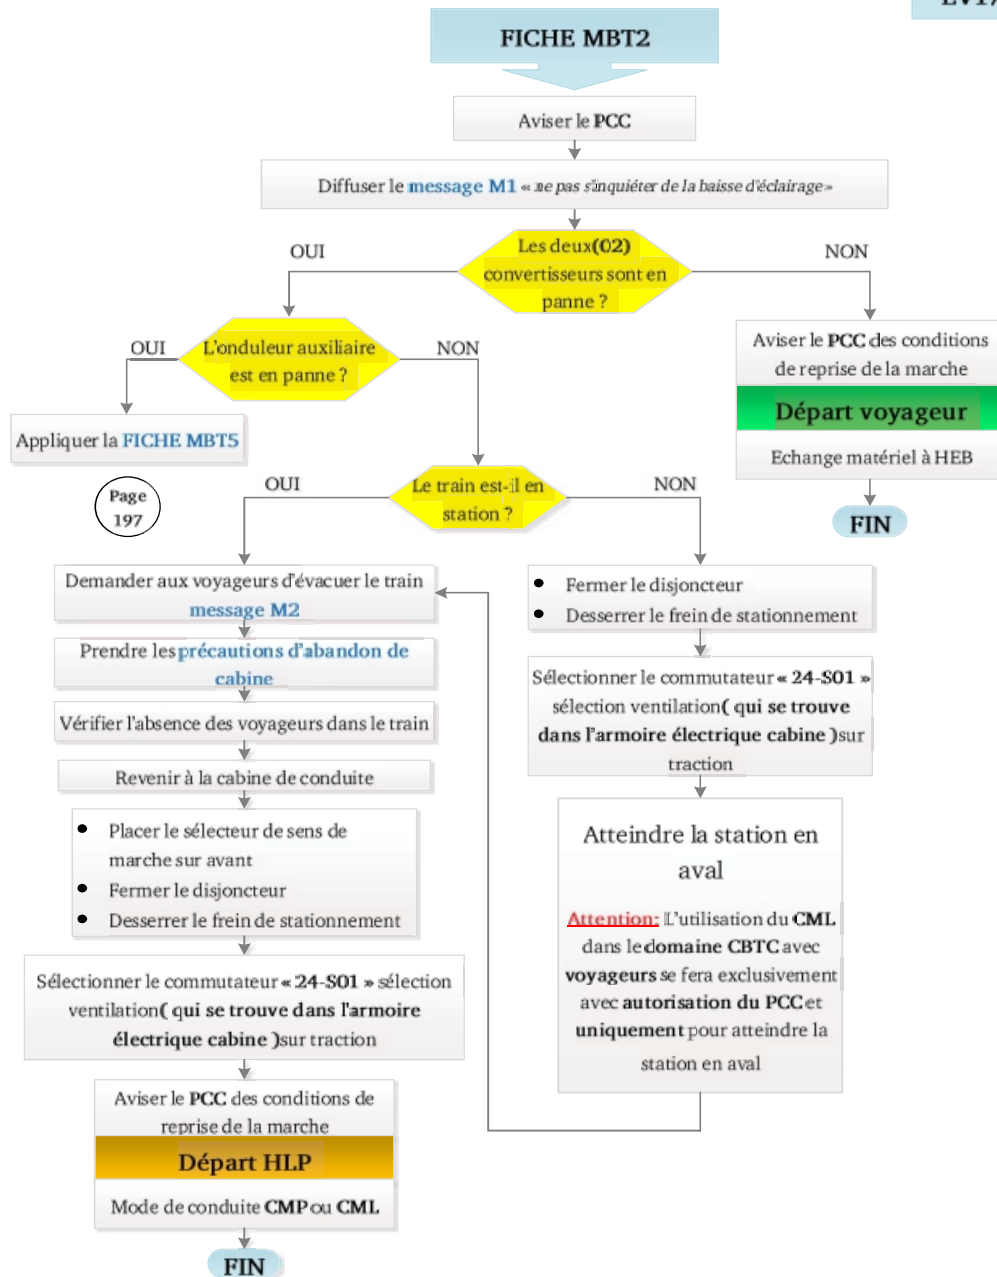 FICHE MBT2
Aviser le PCC
Diffuser le message M1 « ne pas s'inquiéter de la baisse d'éclairage»
OUI
Les deux(02)
convertisseurs sont en
panne ?
NON
OUI
L'onduleur auxiliaire
est en panne ?
NON
Aviser le PCC des conditions
de reprise de la marche
Départ voyageur
Echange matériel à HEB
FIN
Appliquer la FICHE MBT5
Page
197
OUI
Le train est-il en
station ?
NON
Demander aux voyageurs d'évacuer le train
message M2
Prendre les précautions d'abandon de
cabine
Vérifier l'absence des voyageurs dans le train
Revenir à la cabine de conduite
• Placer le sélecteur de sens de
marche sur avant
• Fermer le disjoncteur
• Desserrer le frein de stationnement
Sélectionner le commutateur « 24-S01 » sélection
ventilation( qui se trouve dans l'armoire
électrique cabine )sur traction
Aviser le PCC des conditions de
reprise de la marche
Départ HLP
Mode de conduite CMP ou CML
FIN
• Fermer le disjoncteur
• Desserrer le frein de stationnement
Sélectionner le commutateur « 24-S01 »
sélection ventilation( qui se trouve
dans l'armoire électrique cabine )sur
traction
Atteindre la station en
aval
Attention: L'utilisation du CML
dans le domaine CBTC avec
voyageurs se fera exclusivement
avec autorisation du PCC et
uniquement pour atteindre la
station en aval